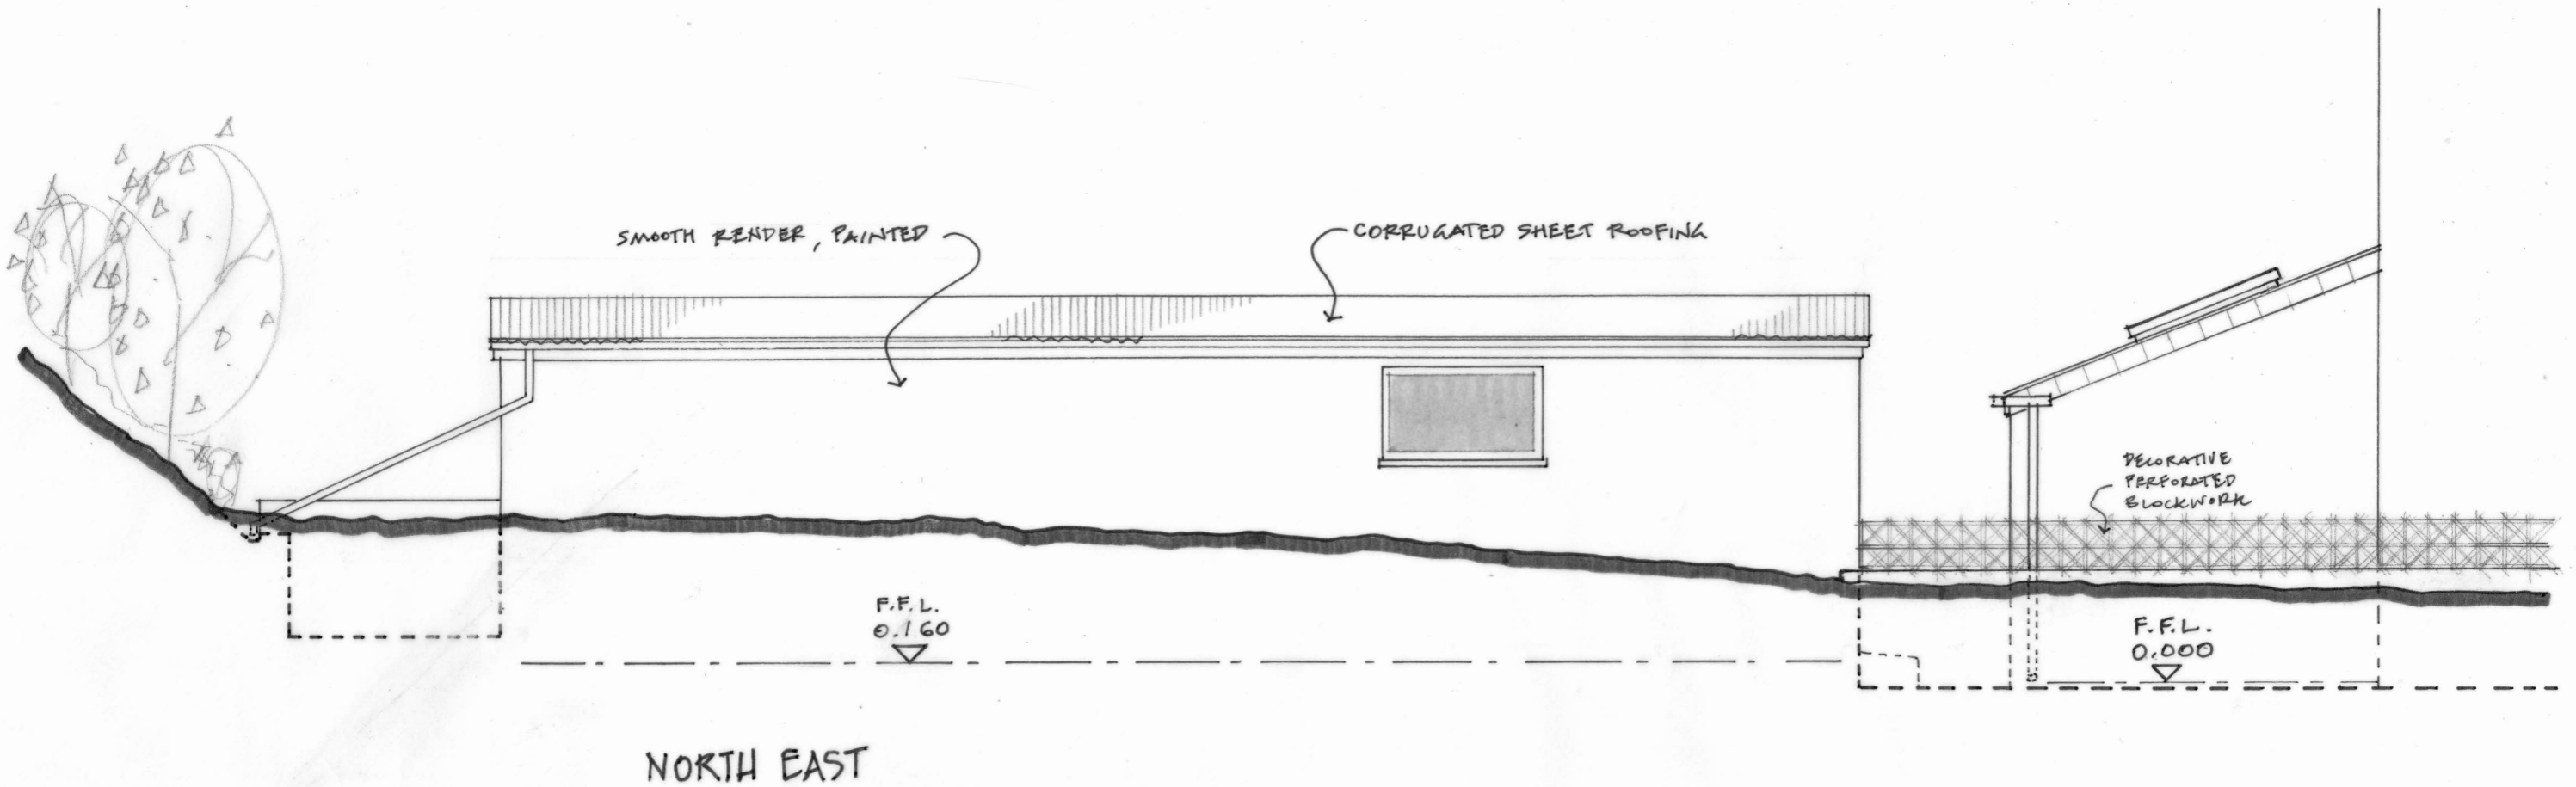 SMOOTH RENDER, PAINTED
CORRUGATED SHEET ROOFING
DECORATIVE
PERFORATED
BLOCKWORK
F.F.L.
0.160
F.F.L.
0.000
NORTH EAST